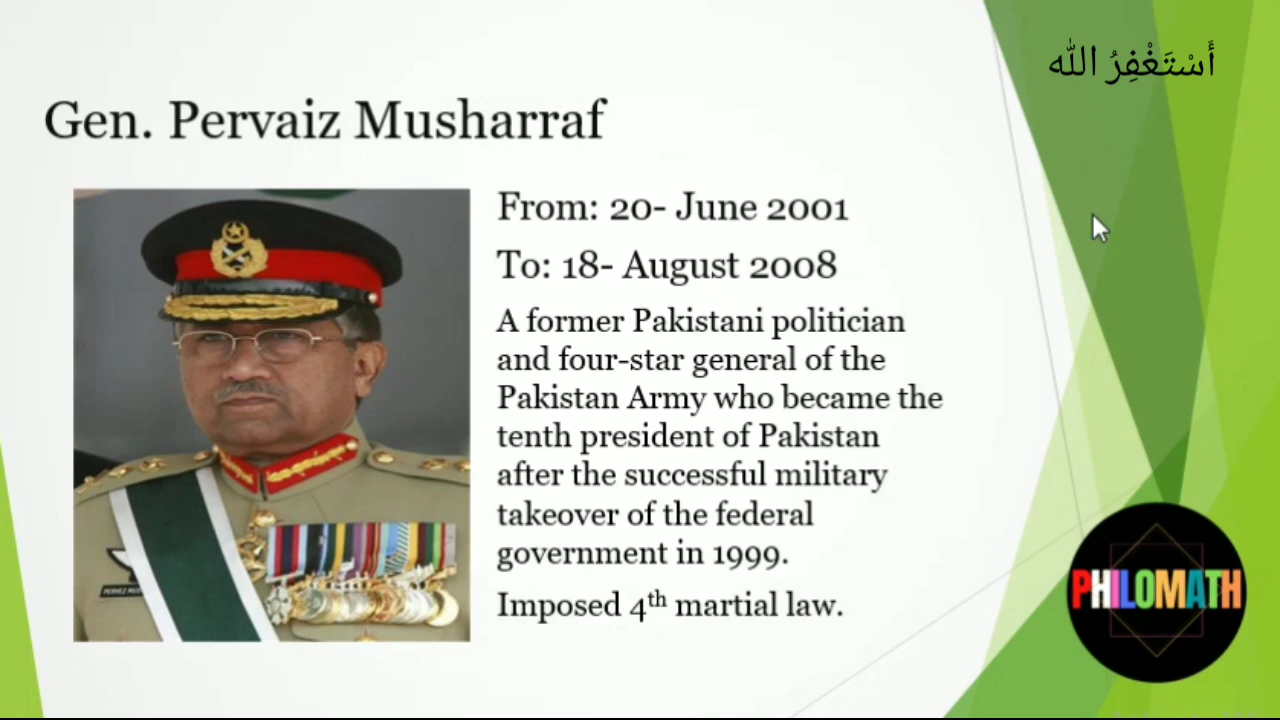 أَسْتَغْفِرُ اللّٰه
Gen. Pervaiz Musharraf
From: 20- June 2001
To: 18- August 2008
A former Pakistani politician
and four-star general of the
Pakistan Army who became the
tenth president of Pakistan
after the successful military
takeover of the federal
government in 1999.
Imposed 4th martial law.
PHILOMATH